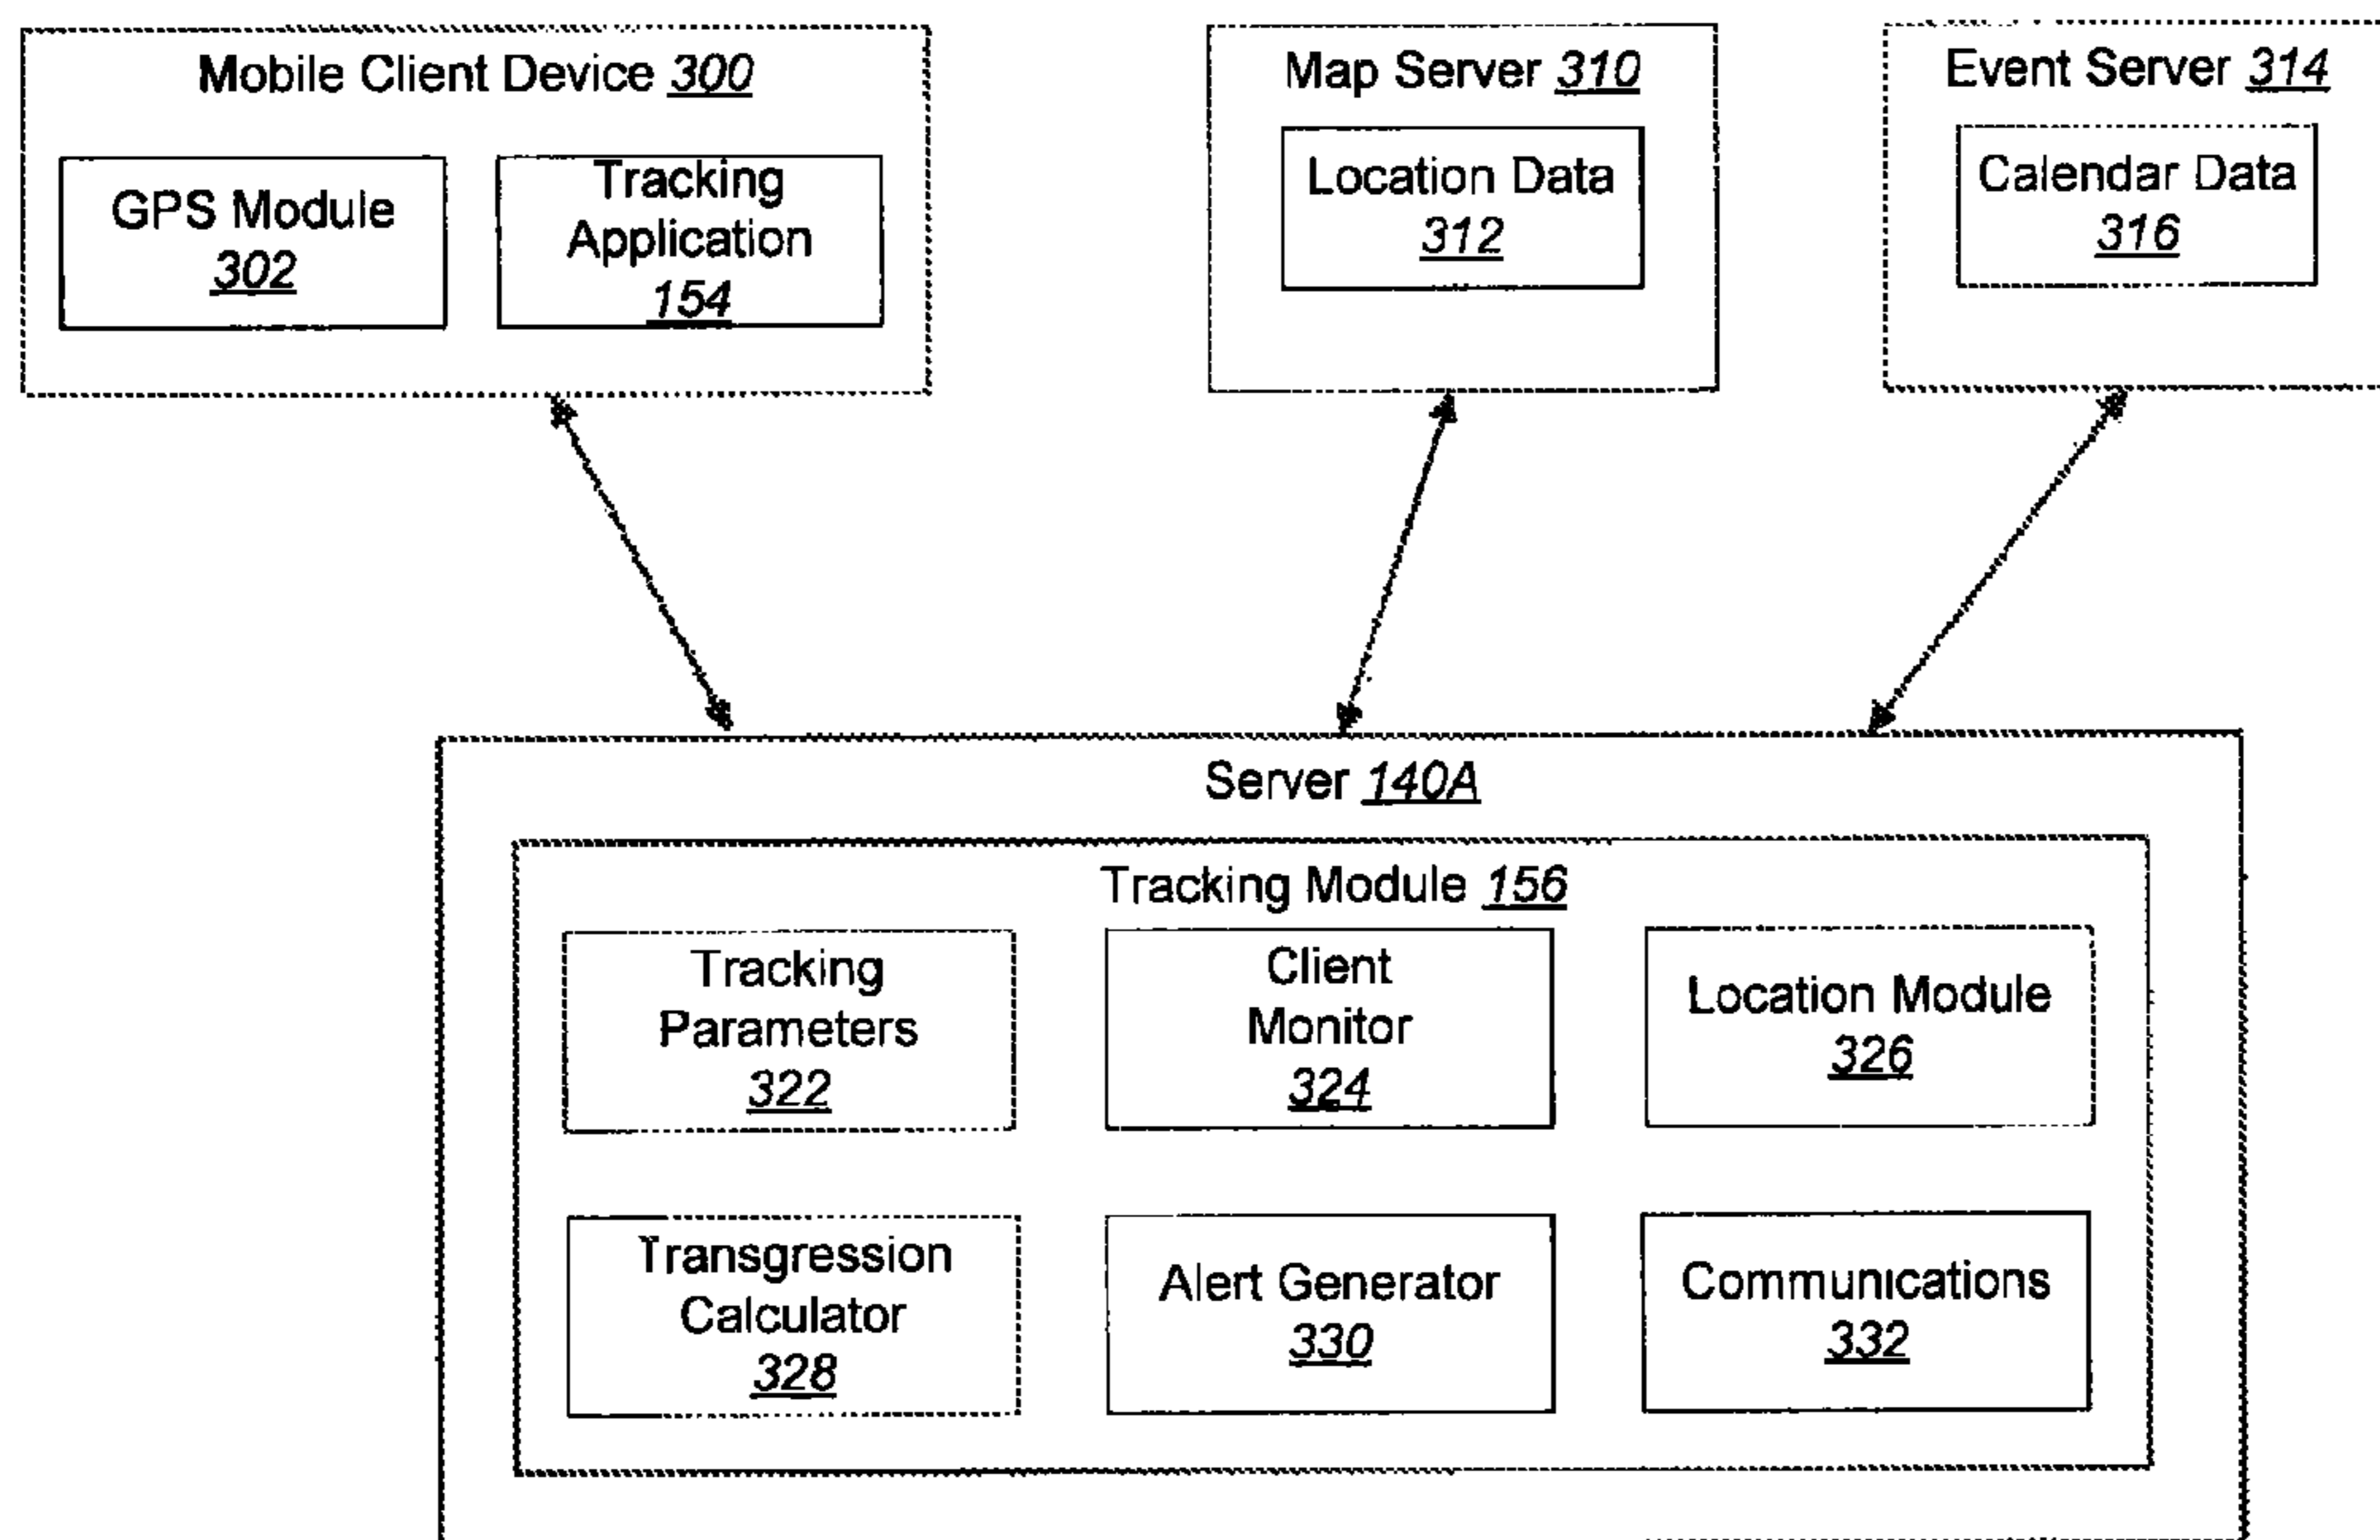 Mobile Client Device 300
GPS Module
302
Tracking
Application
154
Map Server 310
Location Data
312
Event Server 314
Calendar Data
316
Server 140A
Tracking Module 156
Tracking
Parameters
322
Client
Monitor
324
Location Module
326
Transgression
Calculator
328
Alert Generator
330
Communications
332